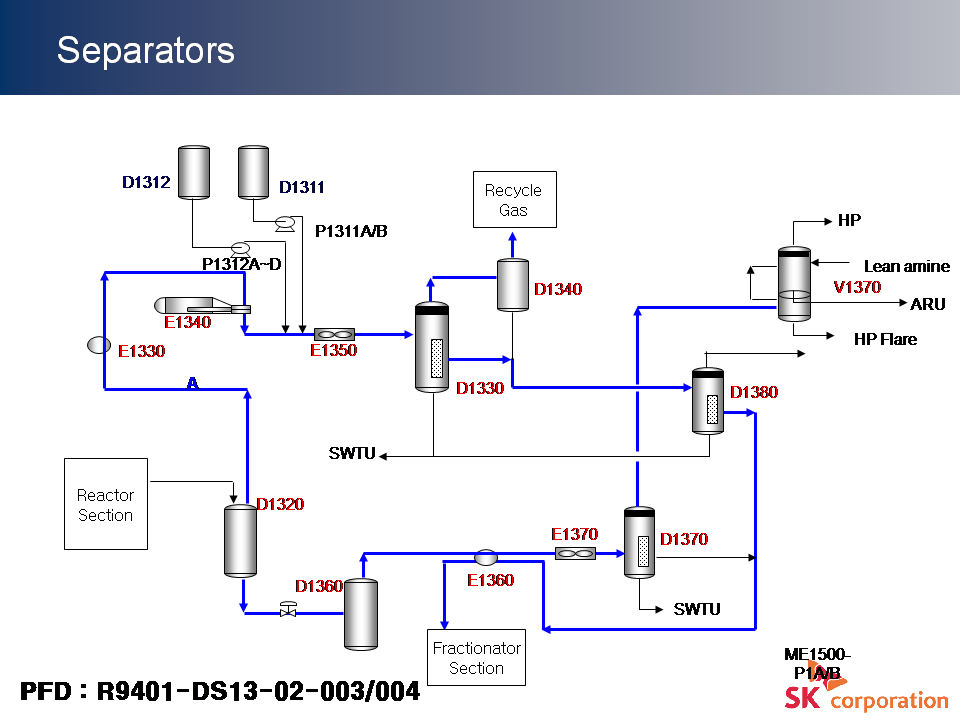 Separators
D1312
D1311
Recycle
Gas
HP
P1311A/B
P1312A~D
Lean amine
V1370
D1340
ARU
E1340
HP Flare
E1330
E1350
A
D1330
D1380
SWTU
Reactor
Section
D1320
E1370
D1370
D1360
E1360
SWTU
Fractionator
Section
ME1500-
P1A/B
PFD : R9401-DS13-02-003/004
SK corporation